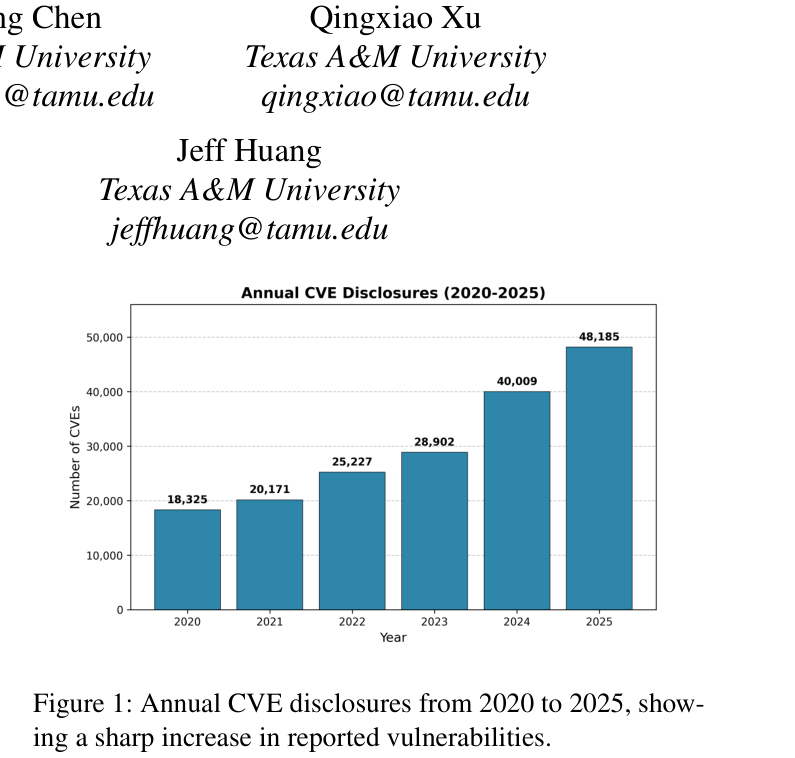 ng Chen
Qingxiao Xu
University
Texas A&M University
@tamu.edu
qingxiao@tamu.edu
Jeff Huang
Texas A&M University
jeffhuang@tamu.edu
Annual CVE Disclosures (2020-2025)
Number of CVEs
50,000
40,000
30,000
20,000
10,000
0
18,325
20,171
25,227
28,902
40,009
48,185
2020
2021
2022
2023
2024
2025
Year
Figure 1: Annual CVE disclosures from 2020 to 2025, show-
ing a sharp increase in reported vulnerabilities.